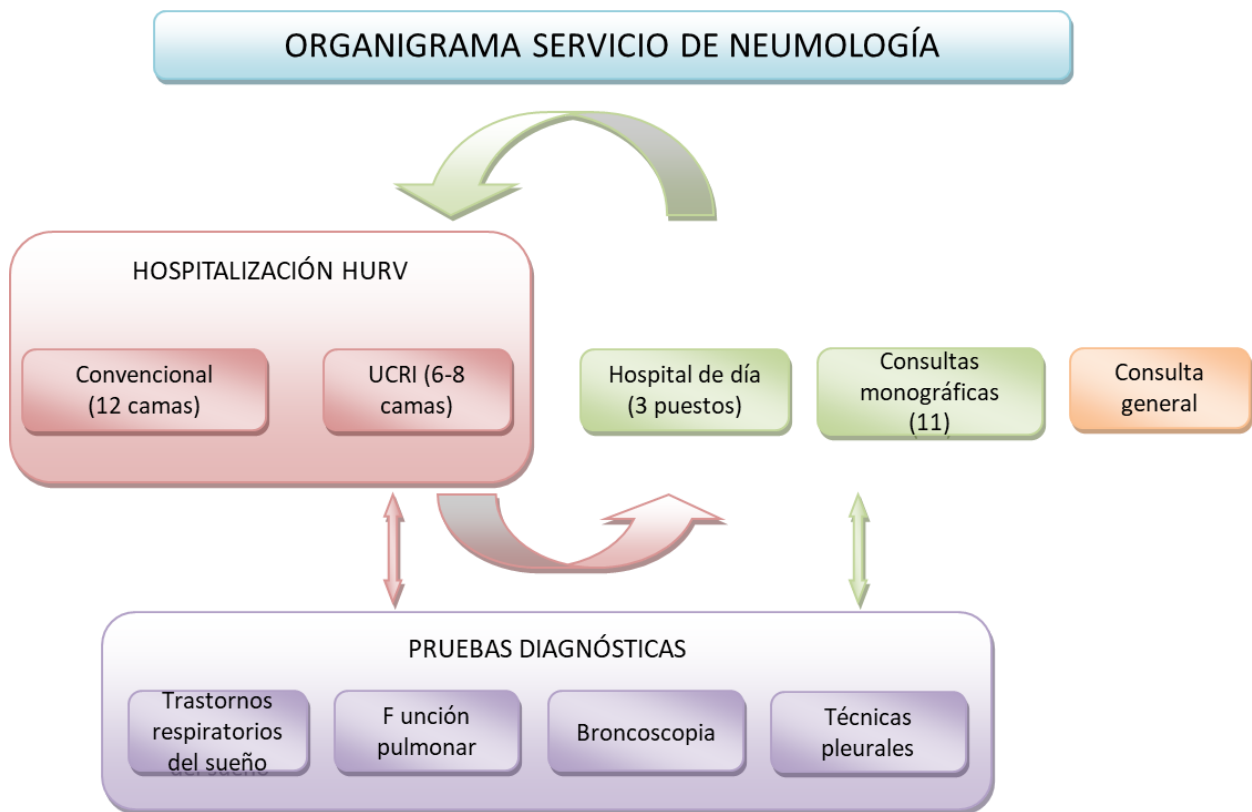 ORGANIGRAMA SERVICIO DE NEUMOLOGÍA
HOSPITALIZACIÓN HURV
Convencional
(12 camas)
UCRI (6-8
camas)
Hospital de día
(3 puestos)
Consultas
monográficas
(11)
Consulta
general
PRUEBAS DIAGNÓSTICAS
Trastornos
respiratorios
del sueño
F unción
pulmonar
Broncoscopia
Técnicas
pleurales